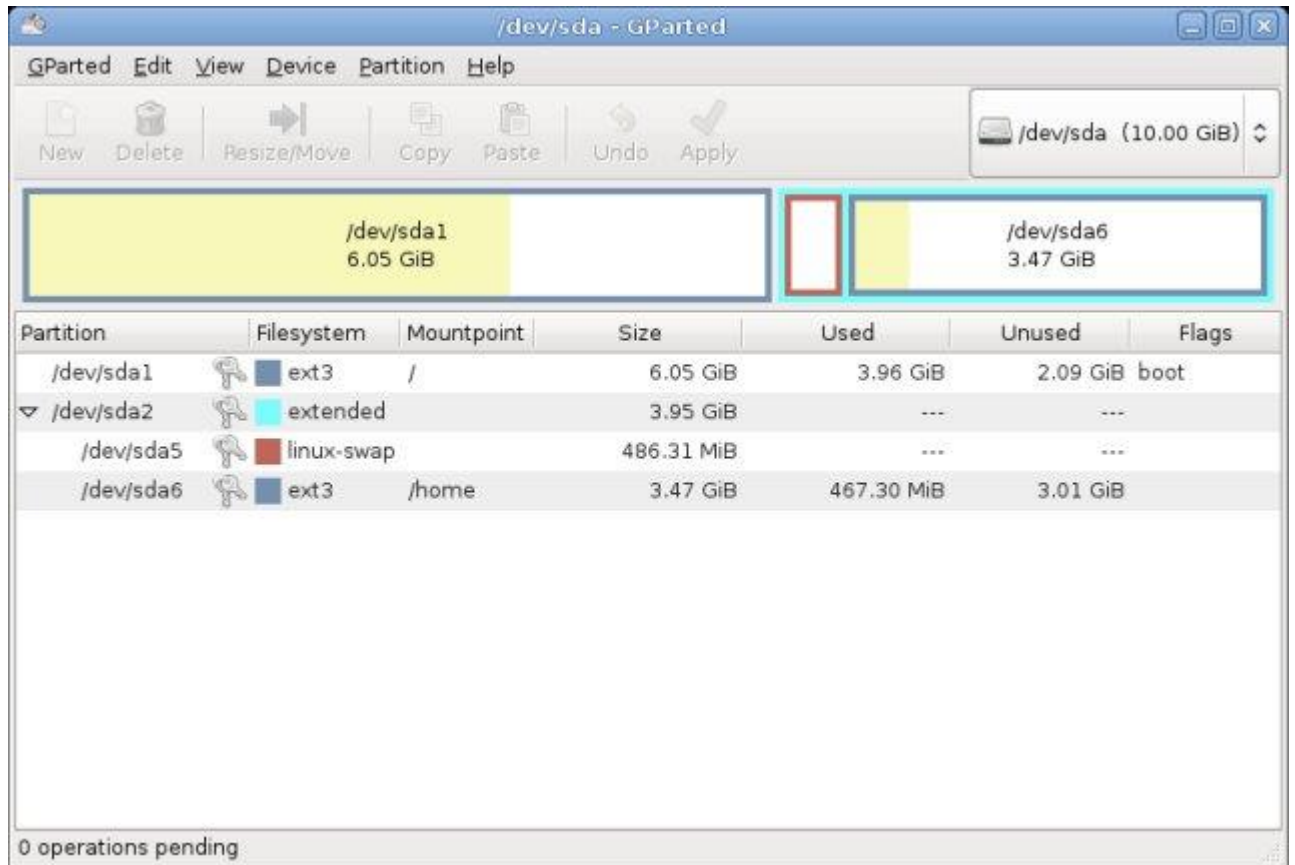 /dev/sda - GParted
GParted Edit View Device Partition Help
New Delete Resize/Move Copy Paste Undo Apply /dev/sda (10.00 GiB)
/dev/sda1 /dev/sda6
6.05 GiB 3.47 GiB
Partition Filesystem Mountpoint Size Used Unused Flags
/dev/sda1 ext3 / 6.05 GiB 3.96 GiB 2.09 GiB boot
/dev/sda2 extended 3.95 GiB --- ---
/dev/sda5 linux-swap 486.31 MiB --- ---
/dev/sda6 ext3 /home 3.47 GiB 467.30 MiB 3.01 GiB
0 operations pending